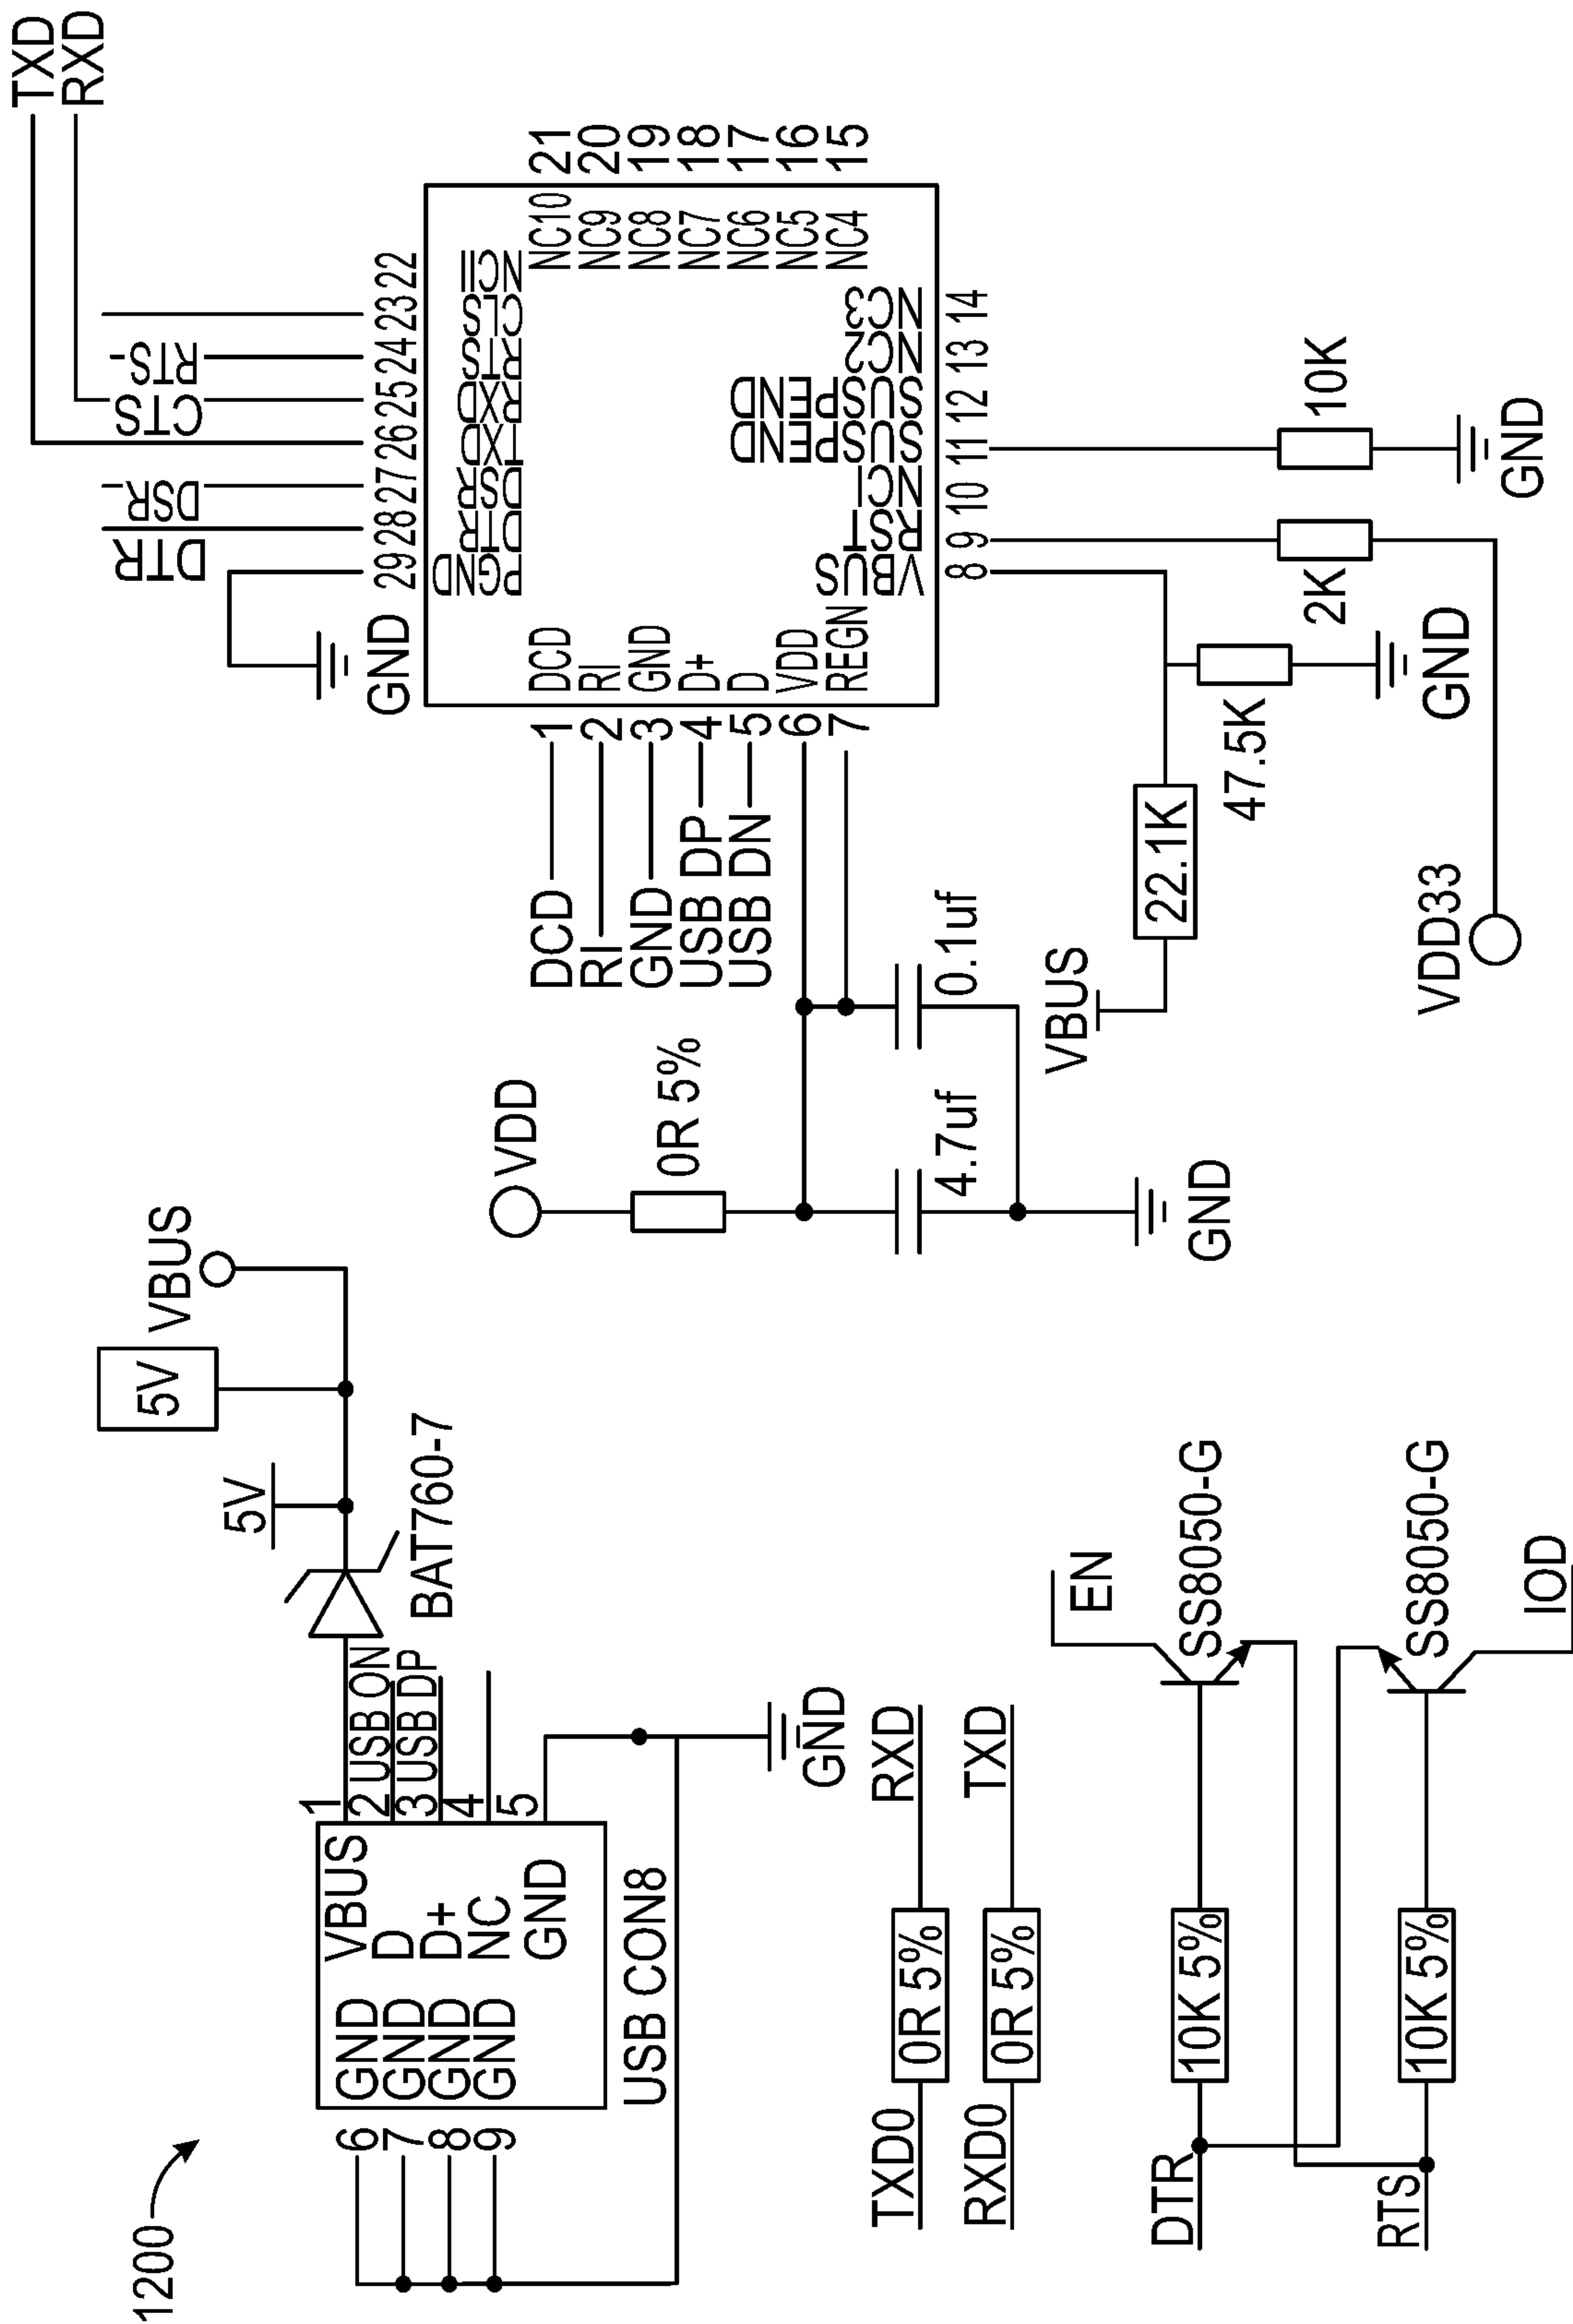 1200
6
7
8
9
GND
GND
GND
GND
VBUS
D
D+
NC
GND
USB CON8
1
2
3
4
5
USB ON
USB DP
GND
BAT760-7
5V
5V
VBUS
TXD0
0R 5%
RXD
RXD0
0R 5%
TXD
DTR
10K 5%
SS8050-G
EN
RTS
10K 5%
SS8050-G
IOD
VDD
0R 5%
4.7uf
0.1uf
GND
DCD
RI
GND
USB DP
USB DN
1
2
3
4
5
6
7
DCD
RI
GND
D+
D
VDD
REGN
GND
29
28
27
26
25
24
23
22
PGND
DTR
DSR
TXD
RXD
RTS
CLS
NCII
DTR
DSR
CTS
RTS
TXD
RXD
NC10
NC9
NC8
NC7
NC6
NC5
NC4
21
20
19
18
17
16
15
VBUS
RST
NCI
SUSPEND
SUSPEND
NC2
NC3
8
9
10
11
12
13
14
VBUS
22.1K
47.5K
GND
2K
VDD33
10K
GND